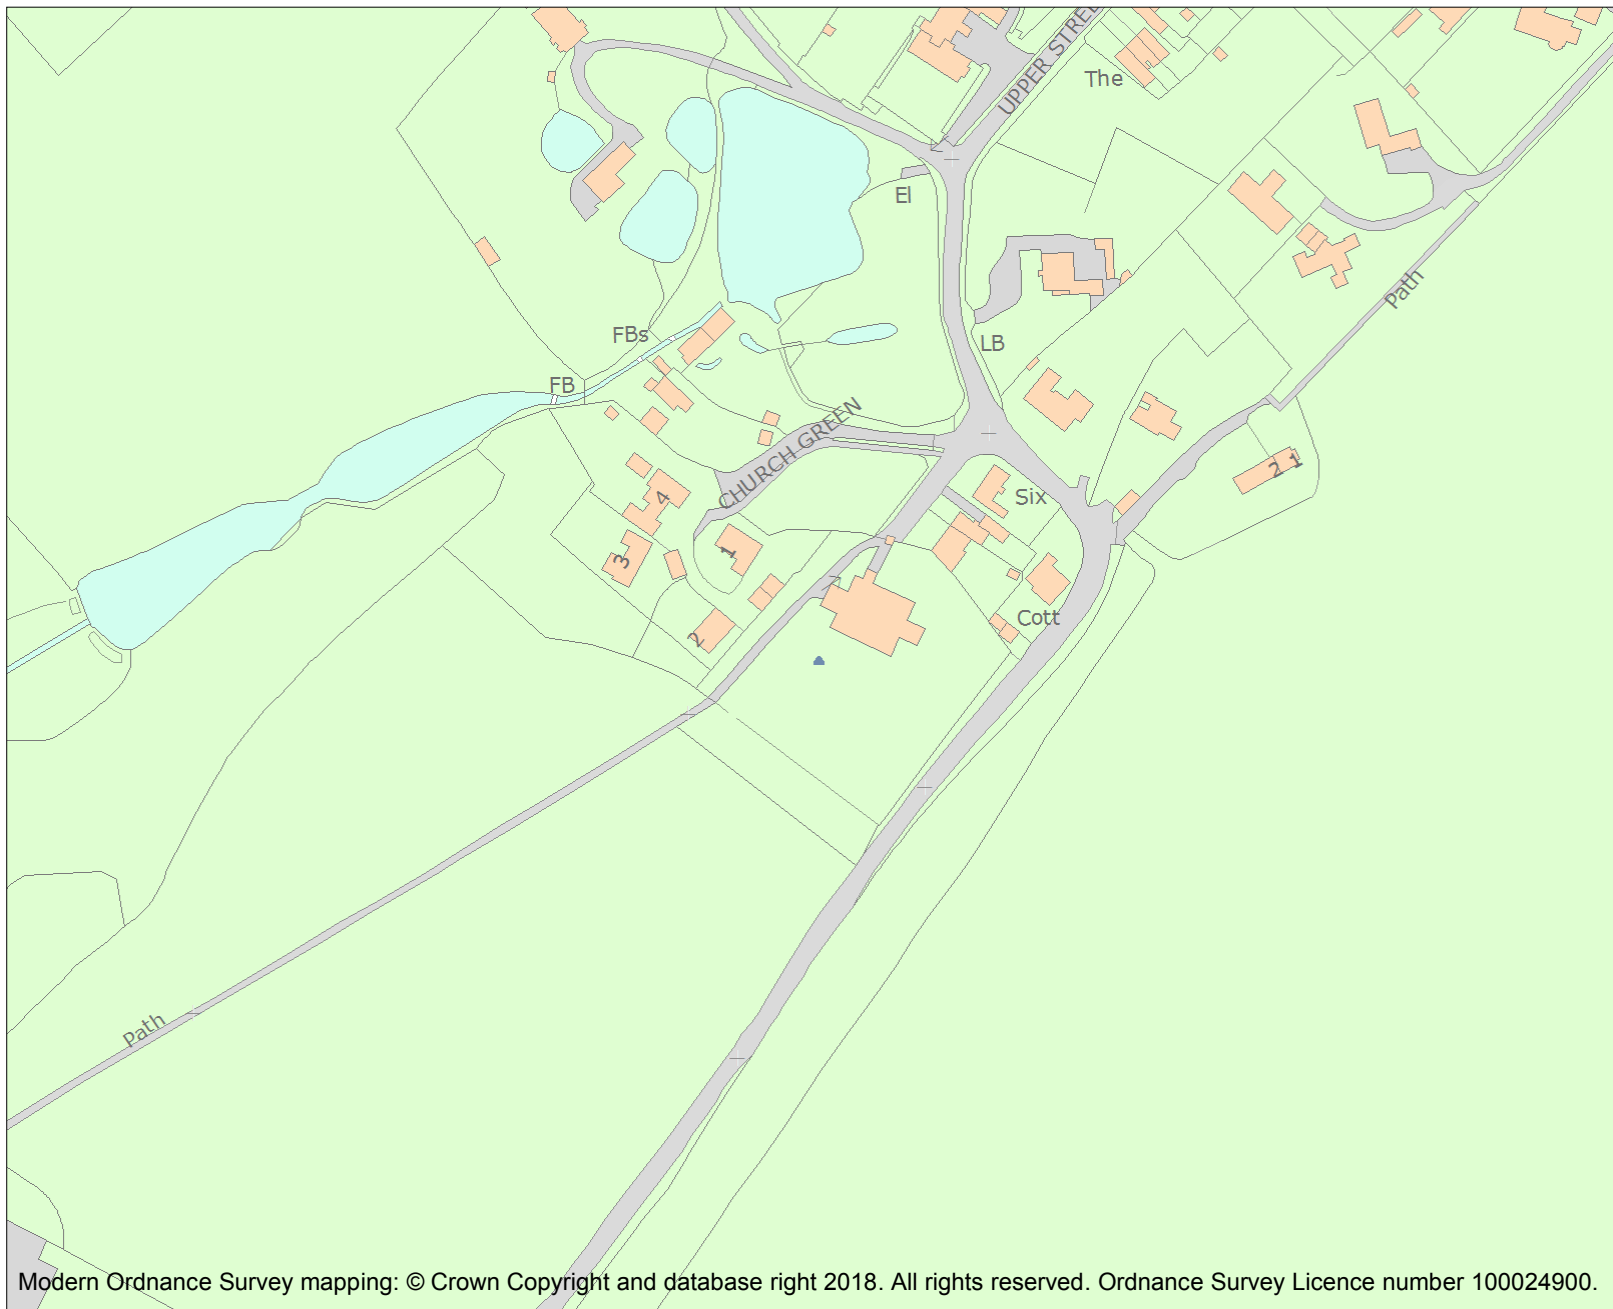 UPPER STREE
The
El
Path
FBs
LB
FB
CHURCH GREEN
2 1
4
Six
1
3
Cott
2
Path
Modern Ordnance Survey mapping: © Crown Copyright and database right 2018. All rights reserved. Ordnance Survey Licence number 100024900.